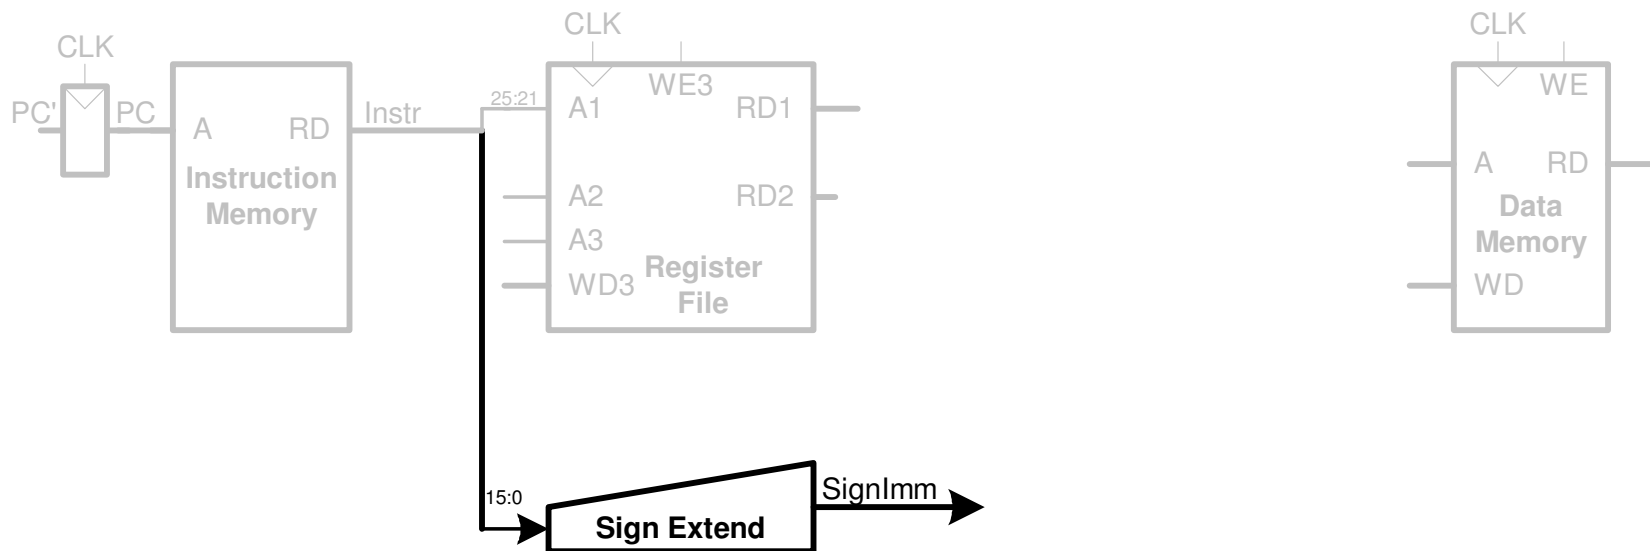 CLK
CLK
CLK
PC'
PC
A
RD
Instruction
Memory
Instr
25:21
A1
WE3
RD1
A2
RD2
A3
WD3
Register
File
WE
A
RD
Data
Memory
WD
15:0
Sign Extend
SignImm